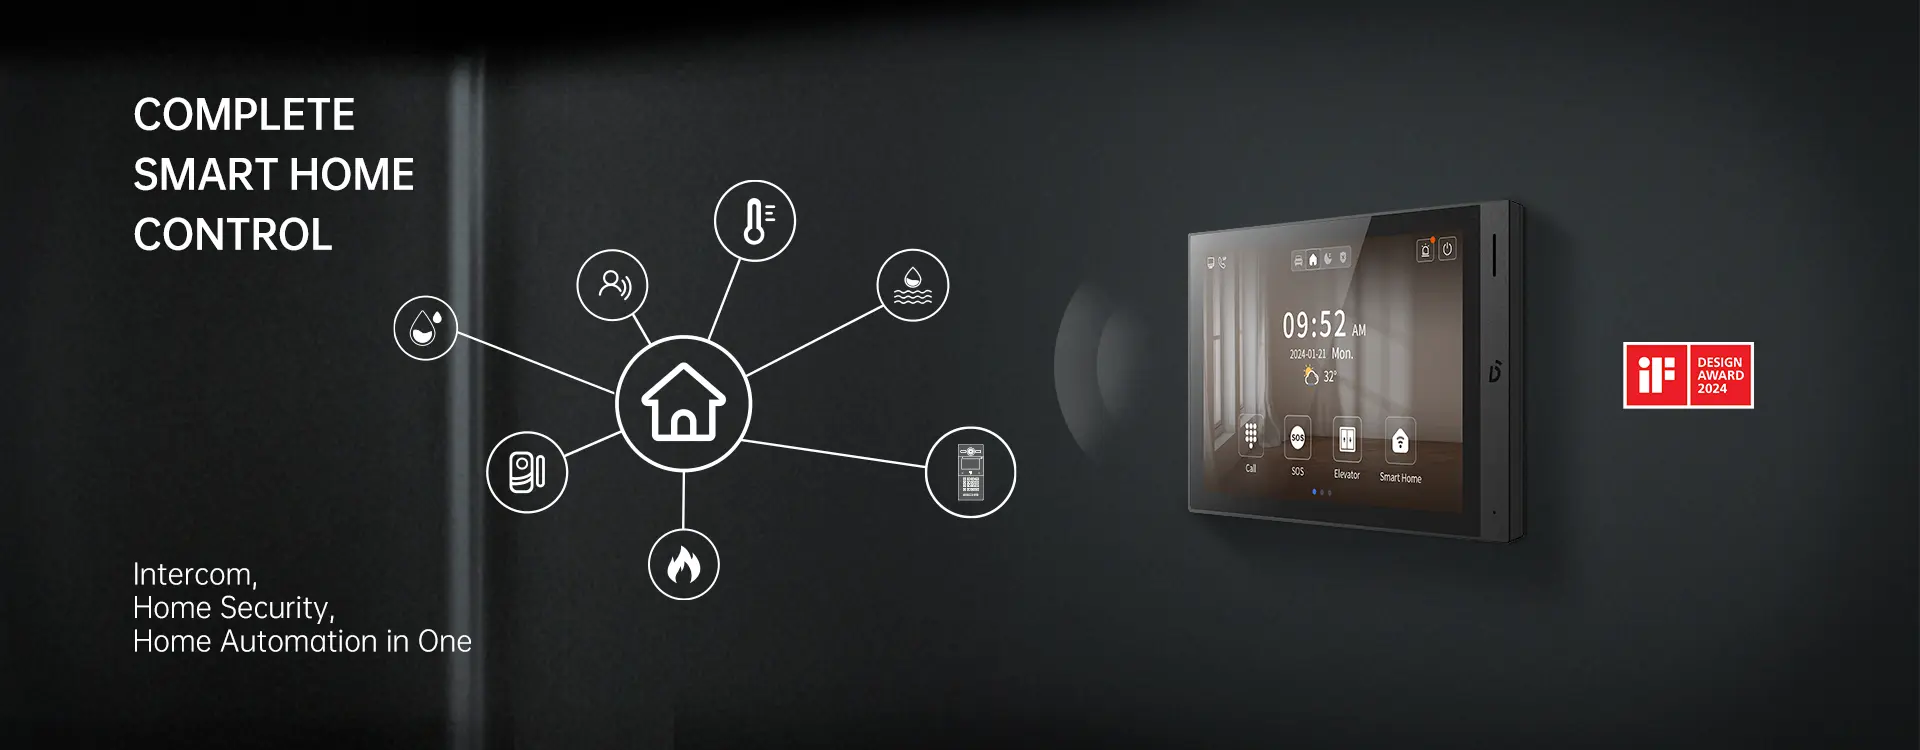 COMPLETE
SMART HOME
CONTROL
Intercom,
Home Security,
Home Automation in One
09:52 AM
2024-01-21 Mon.
32°
SOS
Call
SOS
Elevator
Smart Home
iF
DESIGN
AWARD
2024